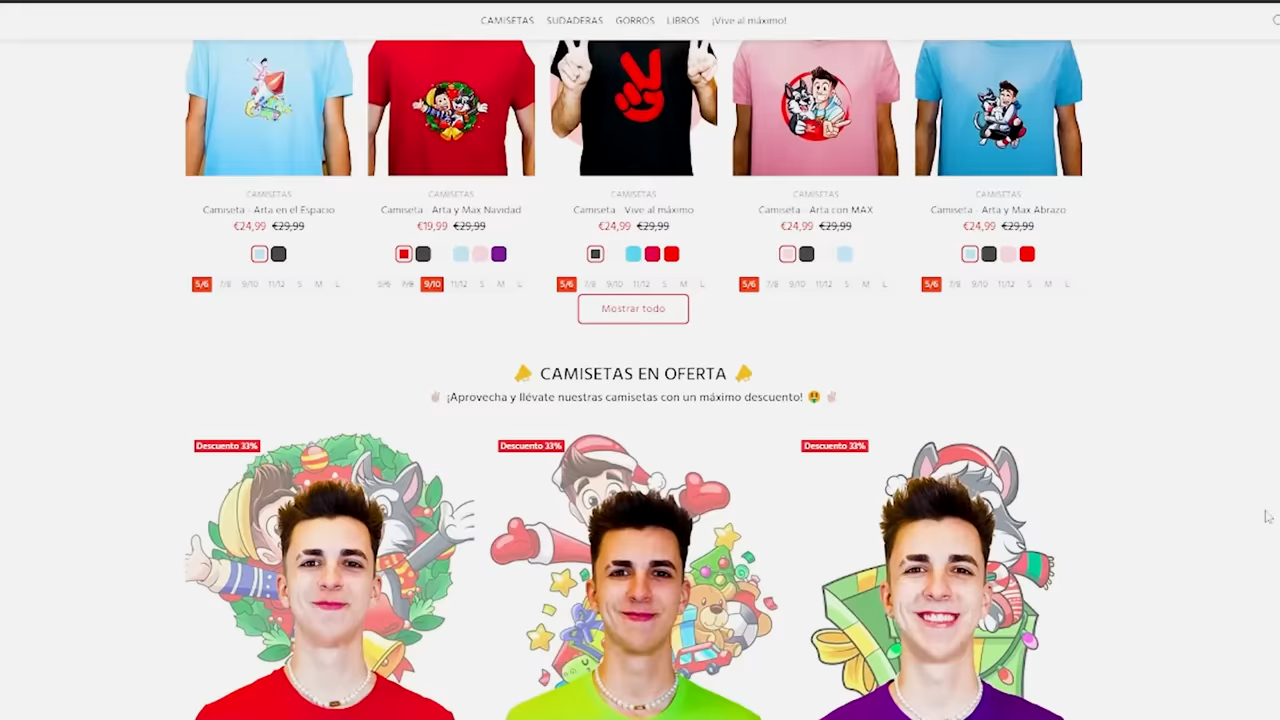 CAMISETAS SUDADERAS GORROS LIBROS ¡Vive al máximo!
CAMISETAS CAMISETAS CAMISETAS CAMISETAS CAMISETAS
Camiseta - Arta en el Espacio Camiseta - Arta y Max Navidad Camiseta - Vive al máximo Camiseta - Arta con MAX Camiseta - Arta y Max Abrazo
€24,99 €29,99 €19,99 €29,99 €24,99 €29,99 €24,99 €29,99 €24,99 €29,99
5/6 7/8 9/10 11/12 S M L 5/6 7/8 9/10 11/12 S M L 5/6 7/8 9/10 11/12 S M L 5/6 7/8 9/10 11/12 S M L 5/6 7/8 9/10 11/12 S M L
Mostrar todo
CAMISETAS EN OFERTA
¡Aprovecha y llévate nuestras camisetas con un máximo descuento!
Descuento 33% Descuento 33% Descuento 33%